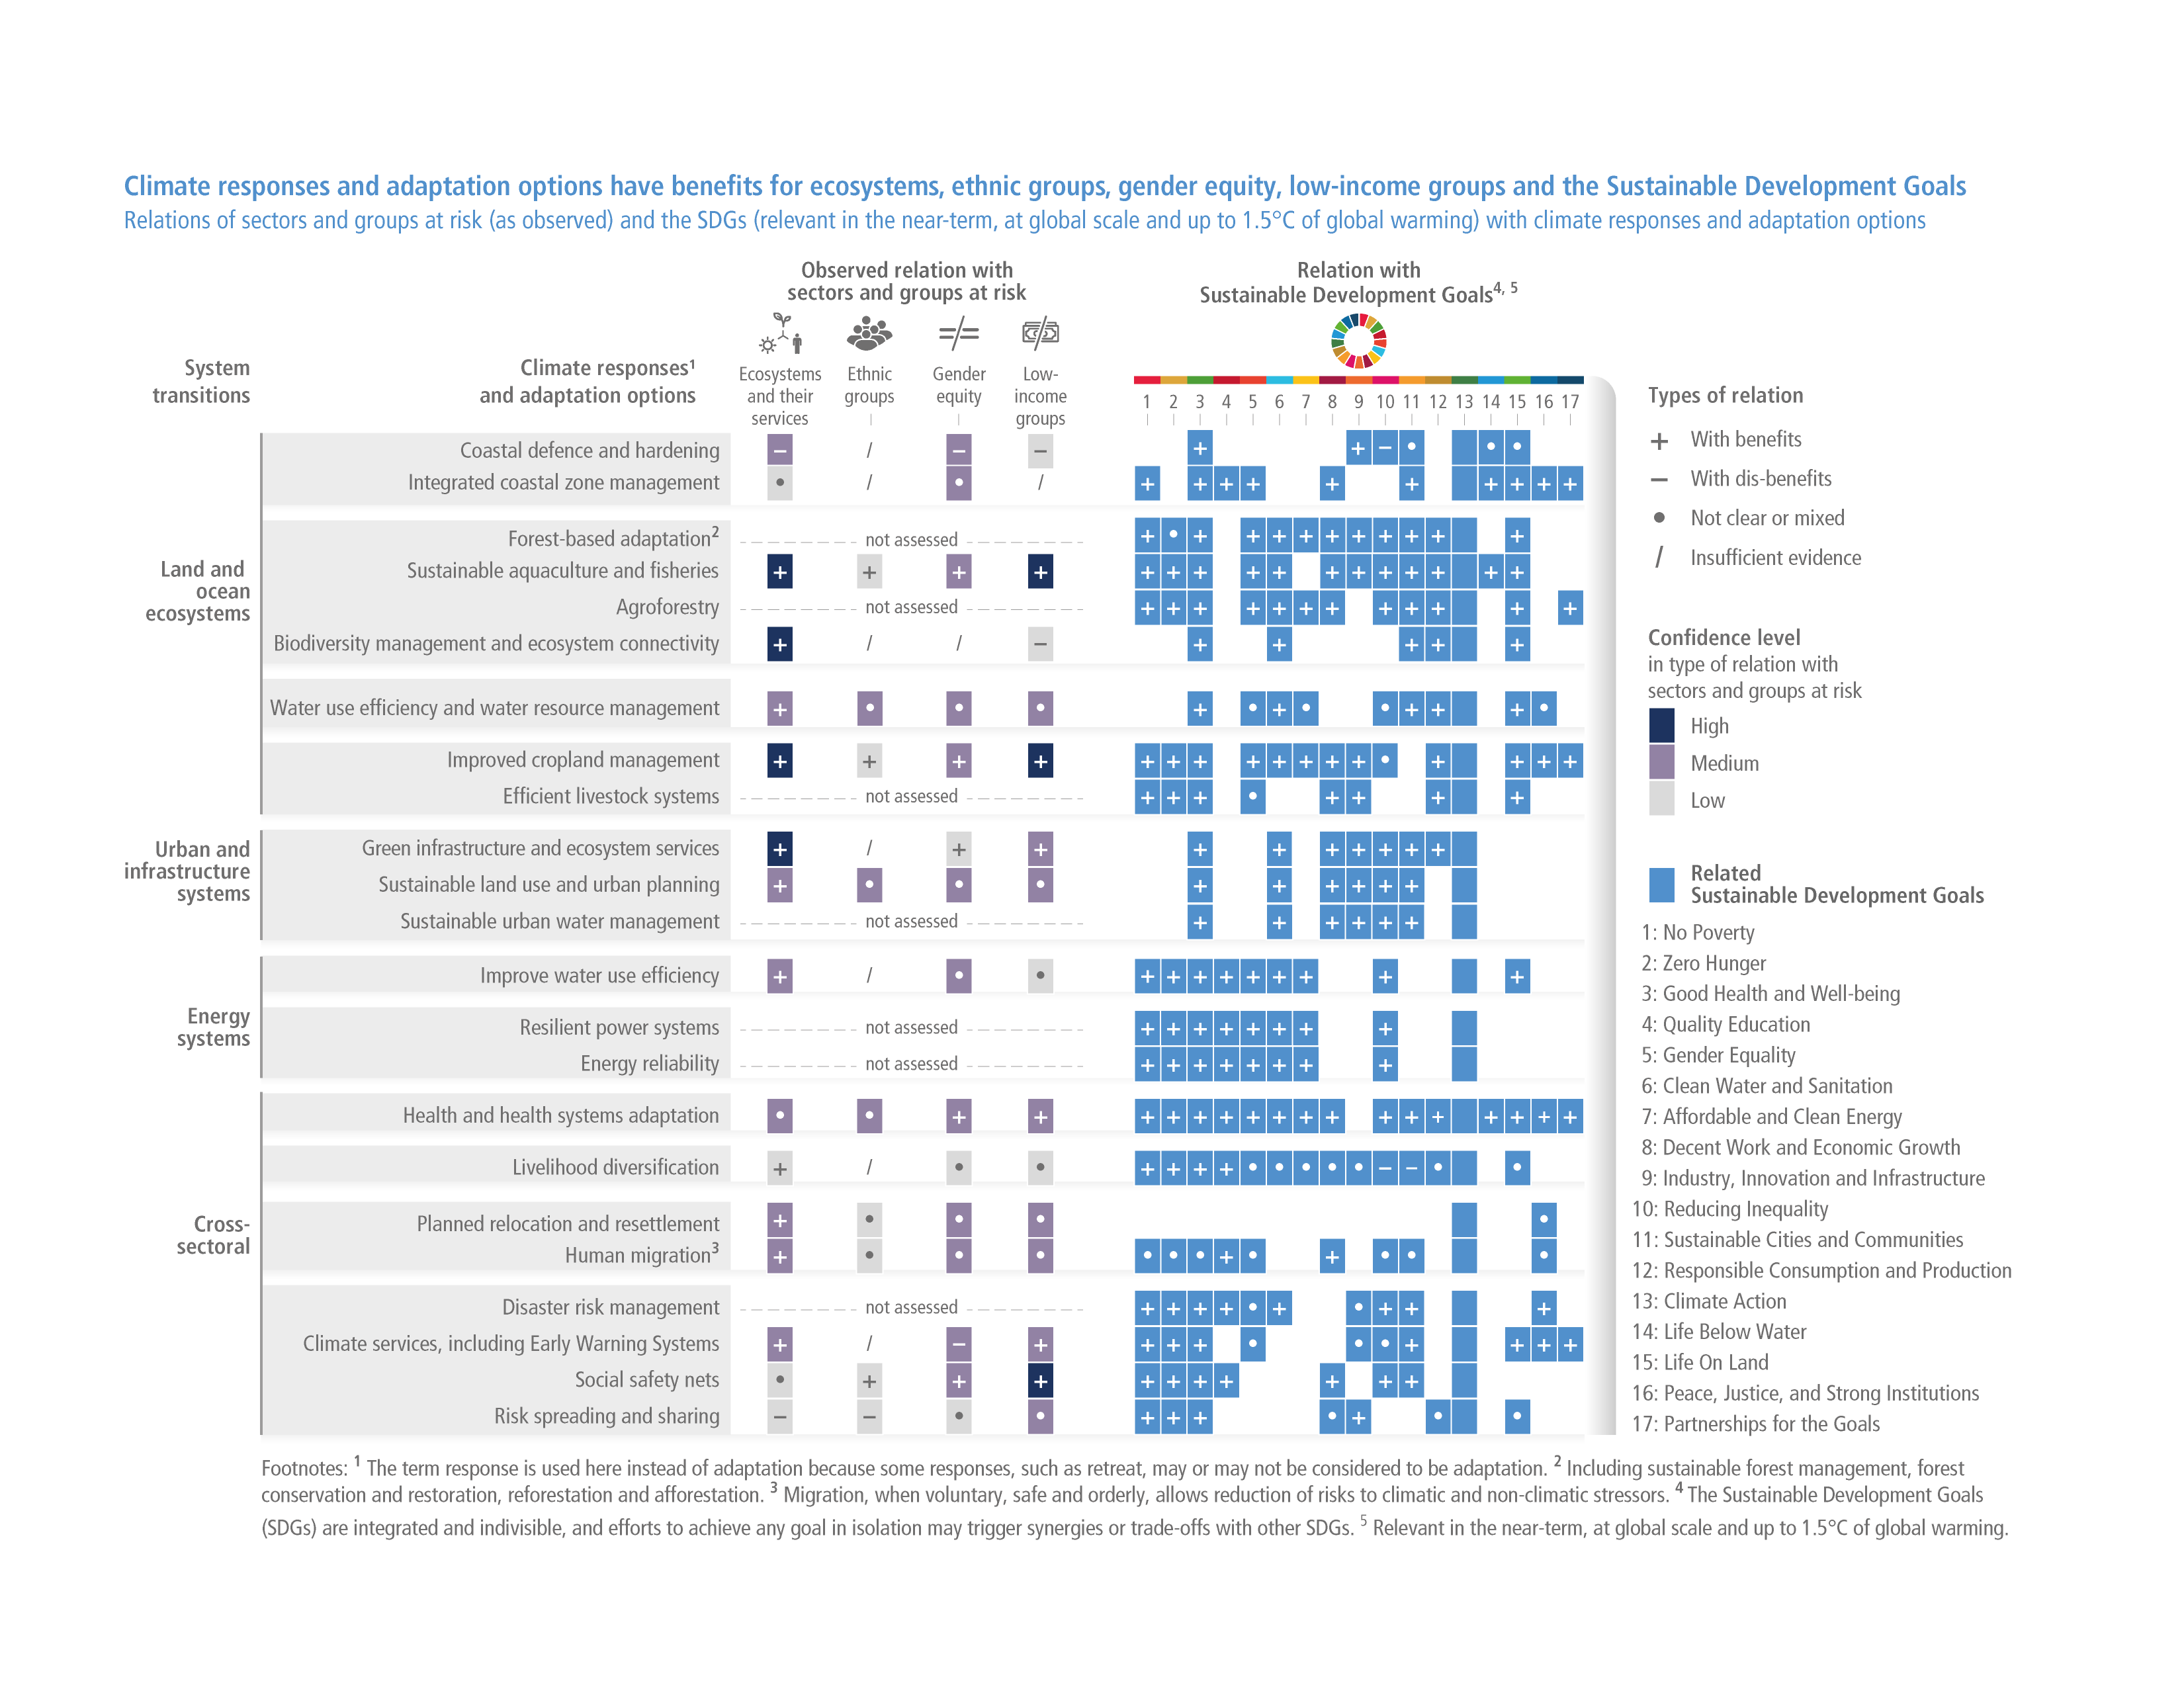 Climate responses and adaptation options have benefits for ecosystems, ethnic groups, gender equity, low-income groups and the Sustainable Development Goals
Relations of sectors and groups at risk (as observed) and the SDGs (relevant in the near-term, at global scale and up to 1.5°C of global warming) with climate responses and adaptation options
Observed relation with
sectors and groups at risk
Relation with
Sustainable Development Goals4, 5
System
transitions
Climate responses¹
and adaptation options
Ecosystems
and their
services
Ethnic
groups
Gender
equity
Low-
income
groups
1 2 3 4 5 6 7 8 9 10 11 12 13 14 15 16 17
Land and
ocean
ecosystems
Coastal defence and hardening – / – – + + – • • •
Integrated coastal zone management • / • / + + + + + + + + + +
Forest-based adaptation² not assessed + • + + + + + + + + + +
Sustainable aquaculture and fisheries + + + + + + + + + + + + + + + +
Agroforestry not assessed + + + + + + + + + + + +
Biodiversity management and ecosystem connectivity + / / – + + + + +
Water use efficiency and water resource management + • • • + • + • • + + + •
Improved cropland management + + + + + + + + + + + + • + + + +
Efficient livestock systems not assessed + + + • + + + +
Urban and
infrastructure
systems
Green infrastructure and ecosystem services + / + + + + + + + + +
Sustainable land use and urban planning + • • • + + + + + +
Sustainable urban water management not assessed + + + + + +
Energy
systems
Improve water use efficiency + / • • + + + + + + + + +
Resilient power systems not assessed + + + + + + + +
Energy reliability not assessed + + + + + + + +
Cross-
sectoral
Health and health systems adaptation • • + + + + + + + + + + + + + + + + +
Livelihood diversification + / • • + + + + • • • • • – – • •
Planned relocation and resettlement + • • • •
Human migration³ + • • • • • • + • + • • •
Disaster risk management not assessed + + + + • + • + + +
Climate services, including Early Warning Systems + / – + + + + • • • + + + +
Social safety nets • + + + + + + + + + +
Risk spreading and sharing – – • • + + + • + • •
Types of relation
+ With benefits
– With dis-benefits
• Not clear or mixed
/ Insufficient evidence
Confidence level
in type of relation with
sectors and groups at risk
High
Medium
Low
Related
Sustainable Development Goals
1: No Poverty
2: Zero Hunger
3: Good Health and Well-being
4: Quality Education
5: Gender Equality
6: Clean Water and Sanitation
7: Affordable and Clean Energy
8: Decent Work and Economic Growth
9: Industry, Innovation and Infrastructure
10: Reducing Inequality
11: Sustainable Cities and Communities
12: Responsible Consumption and Production
13: Climate Action
14: Life Below Water
15: Life On Land
16: Peace, Justice, and Strong Institutions
17: Partnerships for the Goals
Footnotes: ¹ The term response is used here instead of adaptation because some responses, such as retreat, may or may not be considered to be adaptation. ² Including sustainable forest management, forest
conservation and restoration, reforestation and afforestation. ³ Migration, when voluntary, safe and orderly, allows reduction of risks to climatic and non-climatic stressors. ⁴ The Sustainable Development Goals
(SDGs) are integrated and indivisible, and efforts to achieve any goal in isolation may trigger synergies or trade-offs with other SDGs. ⁵ Relevant in the near-term, at global scale and up to 1.5°C of global warming.